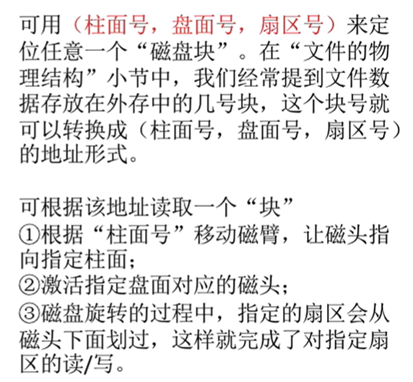 可用（柱面号，盘面号，扇区号）来定
位任意一个“磁盘块”。在“文件的物
理结构”小节中，我们经常提到文件数
据存放在外存中的几号块，这个块号就
可以转换成（柱面号，盘面号，扇区号）
的地址形式。
可根据该地址读取一个“块”
①根据“柱面号”移动磁臂，让磁头指
向指定柱面；
②激活指定盘面对应的磁头；
③磁盘旋转的过程中，指定的扇区会从
磁头下面划过，这样就完成了对指定扇
区的读/写。